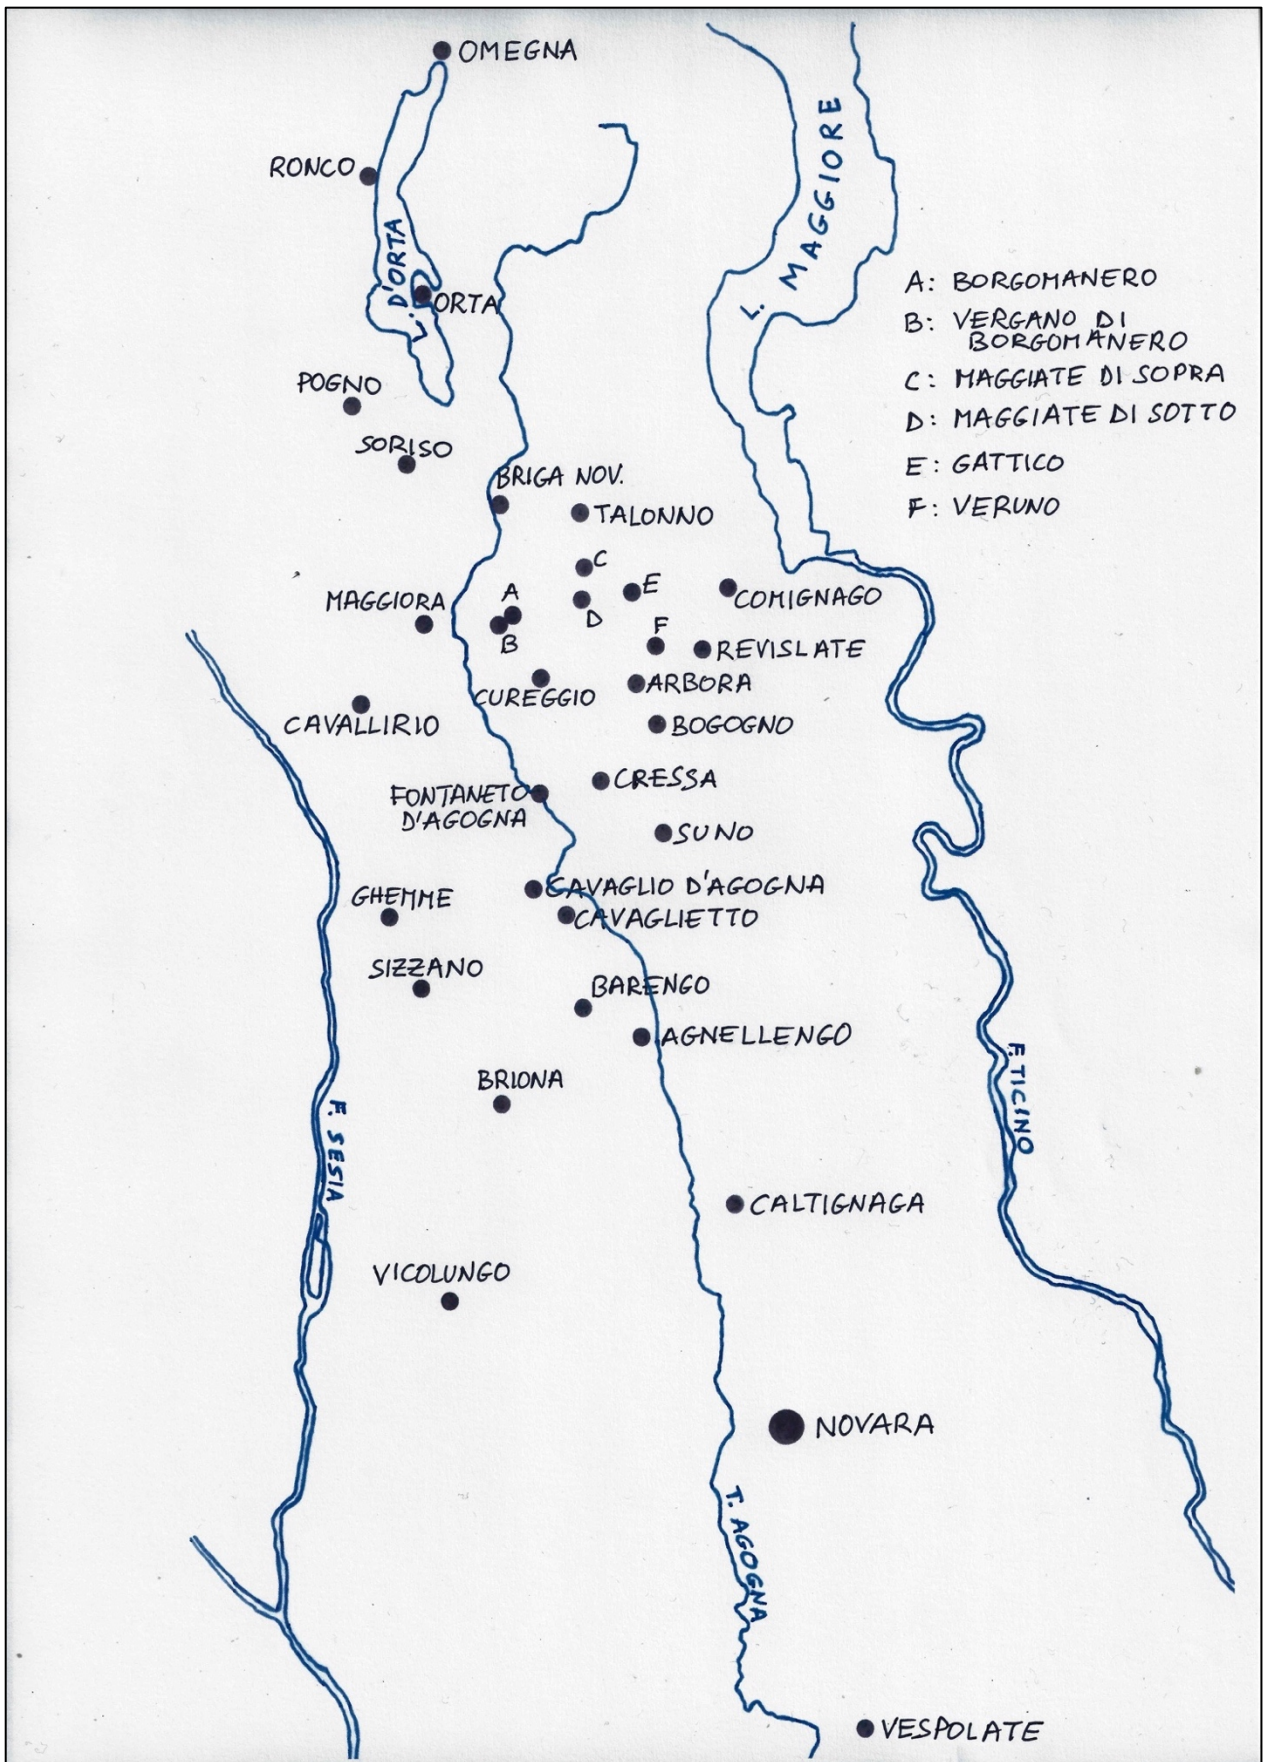 OMEGNA
RONCO
L. MAGGIORE
L. D'ORTA
ORTA
A: BORGOMANERO
B: VERGANO DI
BORGOMANERO
C: MAGGIATE DI SOPRA
D: MAGGIATE DI SOTTO
E: GATTICO
F: VERUNO
POGNO
SORISO
BRIGA NOV.
TALONNO
C
E
A
D
B
F
COMIGNAGO
MAGGIORA
REVISLATE
CUREGGIO
ARBORA
CAVALLIRIO
BOGOGNO
CRESSA
FONTANETO
D'AGOGNA
SUNO
CAVAGLIO D'AGOGNA
GHEMME
CAVAGLIETTO
SIZZANO
BARENGO
AGNELLENGO
F. TICINO
BRIONA
F. SESIA
CALTIGNAGA
VICOLUNGO
NOVARA
T. AGOGNA
VESPOLATE